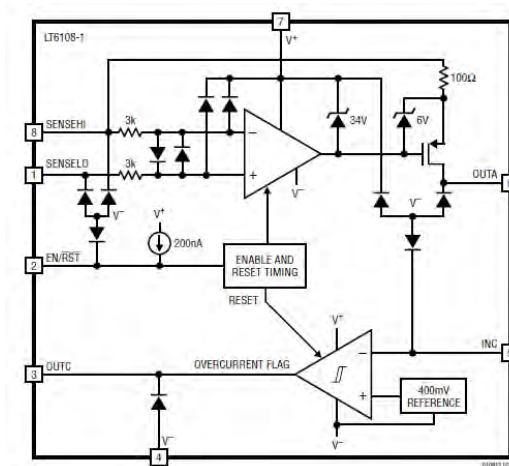 LT6108-1
7
V+
100Ω
34V
6V
8
SENSEHI
3k
1
SENSELO
3k
−
+
V−
OUTA
V−
V−
V+
200nA
2
EN/RST
ENABLE AND
RESET TIMING
RESET
V+
INC
3
OUTC
OVERCURRENT FLAG
−
+
400mV
REFERENCE
V−
V−
4